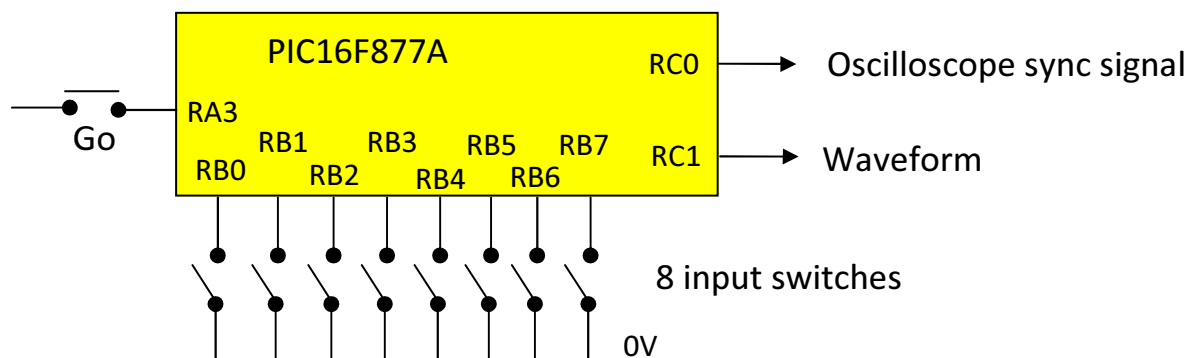 PIC16F877A
RC0
Oscilloscope sync signal
RA3
Go
RB0
RB1
RB2
RB3
RB4
RB5
RB6
RB7
RC1
Waveform
8 input switches
0V